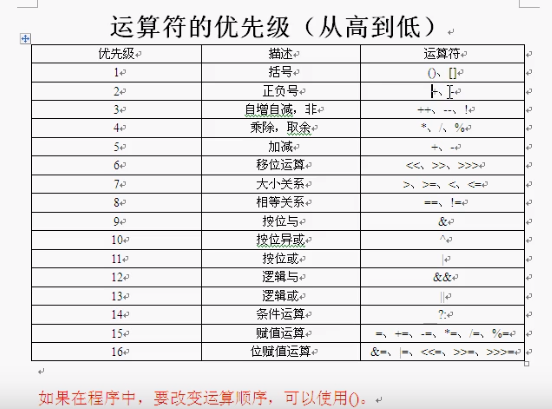 运算符的优先级（从高到低）
优先级 描述 运算符
1 括号 ()、[]
2 正负号 +、-
3 自增自减，非 ++、--、!
4 乘除，取余 *、/、%
5 加减 +、-
6 移位运算 <<、>>、>>>
7 大小关系 >、>=、<、<=
8 相等关系 ==、!=
9 按位与 &
10 按位异或 ^
11 按位或 |
12 逻辑与 &&
13 逻辑或 ||
14 条件运算 ?:
15 赋值运算 =、+=、-=、*=、/=、%=
16 位赋值运算 &=、|=、<<=、>>=、>>>=
如果在程序中，要改变运算顺序，可以使用()。